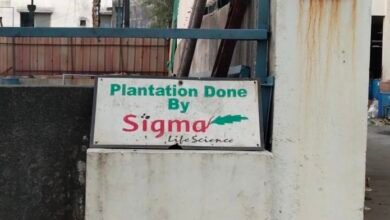 Plantation Done
By
Sigma
Life Science